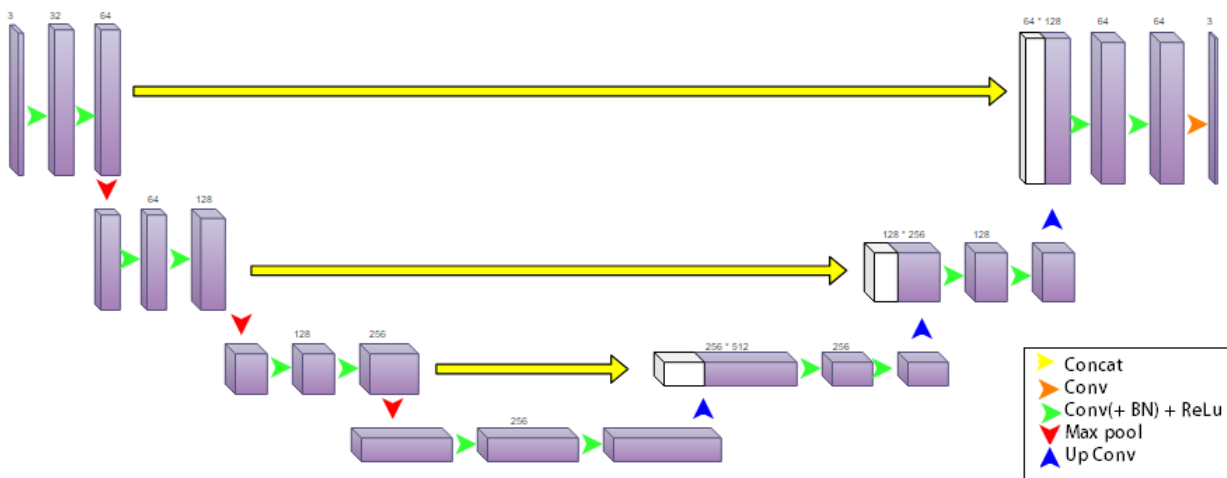 3
32
64
64 * 128
64
64
3
64
128
128 * 256
128
128
256
256 * 512
256
256
Concat
Conv
Conv(+ BN) + ReLu
Max pool
Up Conv